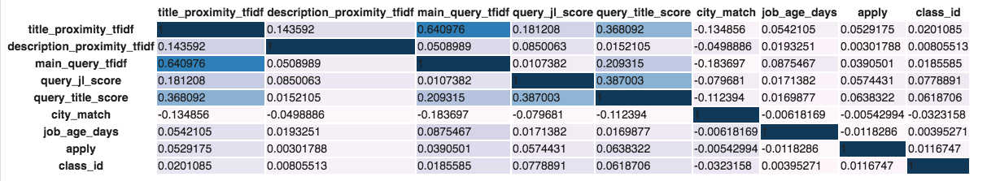 title_proximity_tfidf description_proximity_tfidf main_query_tfidf query_jl_score query_title_score city_match job_age_days apply class_id
title_proximity_tfidf 1 0.143592 0.640976 0.181208 0.368092 -0.134856 0.0542105 0.0529175 0.0201085
description_proximity_tfidf 0.143592 1 0.0508989 0.0850063 0.0152105 -0.0498886 0.0193251 0.00301788 0.00805513
main_query_tfidf 0.640976 0.0508989 1 0.0107382 0.209315 -0.183697 0.0875467 0.0390501 0.0185585
query_jl_score 0.181208 0.0850063 0.0107382 1 0.387003 -0.079681 0.0171382 0.0574431 0.0778891
query_title_score 0.368092 0.0152105 0.209315 0.387003 1 -0.112394 0.0169877 0.0638322 0.0618706
city_match -0.134856 -0.0498886 -0.183697 -0.079681 -0.112394 1 -0.00618169 -0.00542994 -0.0323158
job_age_days 0.0542105 0.0193251 0.0875467 0.0171382 0.0169877 -0.00618169 1 -0.0118286 0.00395271
apply 0.0529175 0.00301788 0.0390501 0.0574431 0.0638322 -0.00542994 -0.0118286 1 0.0116747
class_id 0.0201085 0.00805513 0.0185585 0.0778891 0.0618706 -0.0323158 0.00395271 0.0116747 1